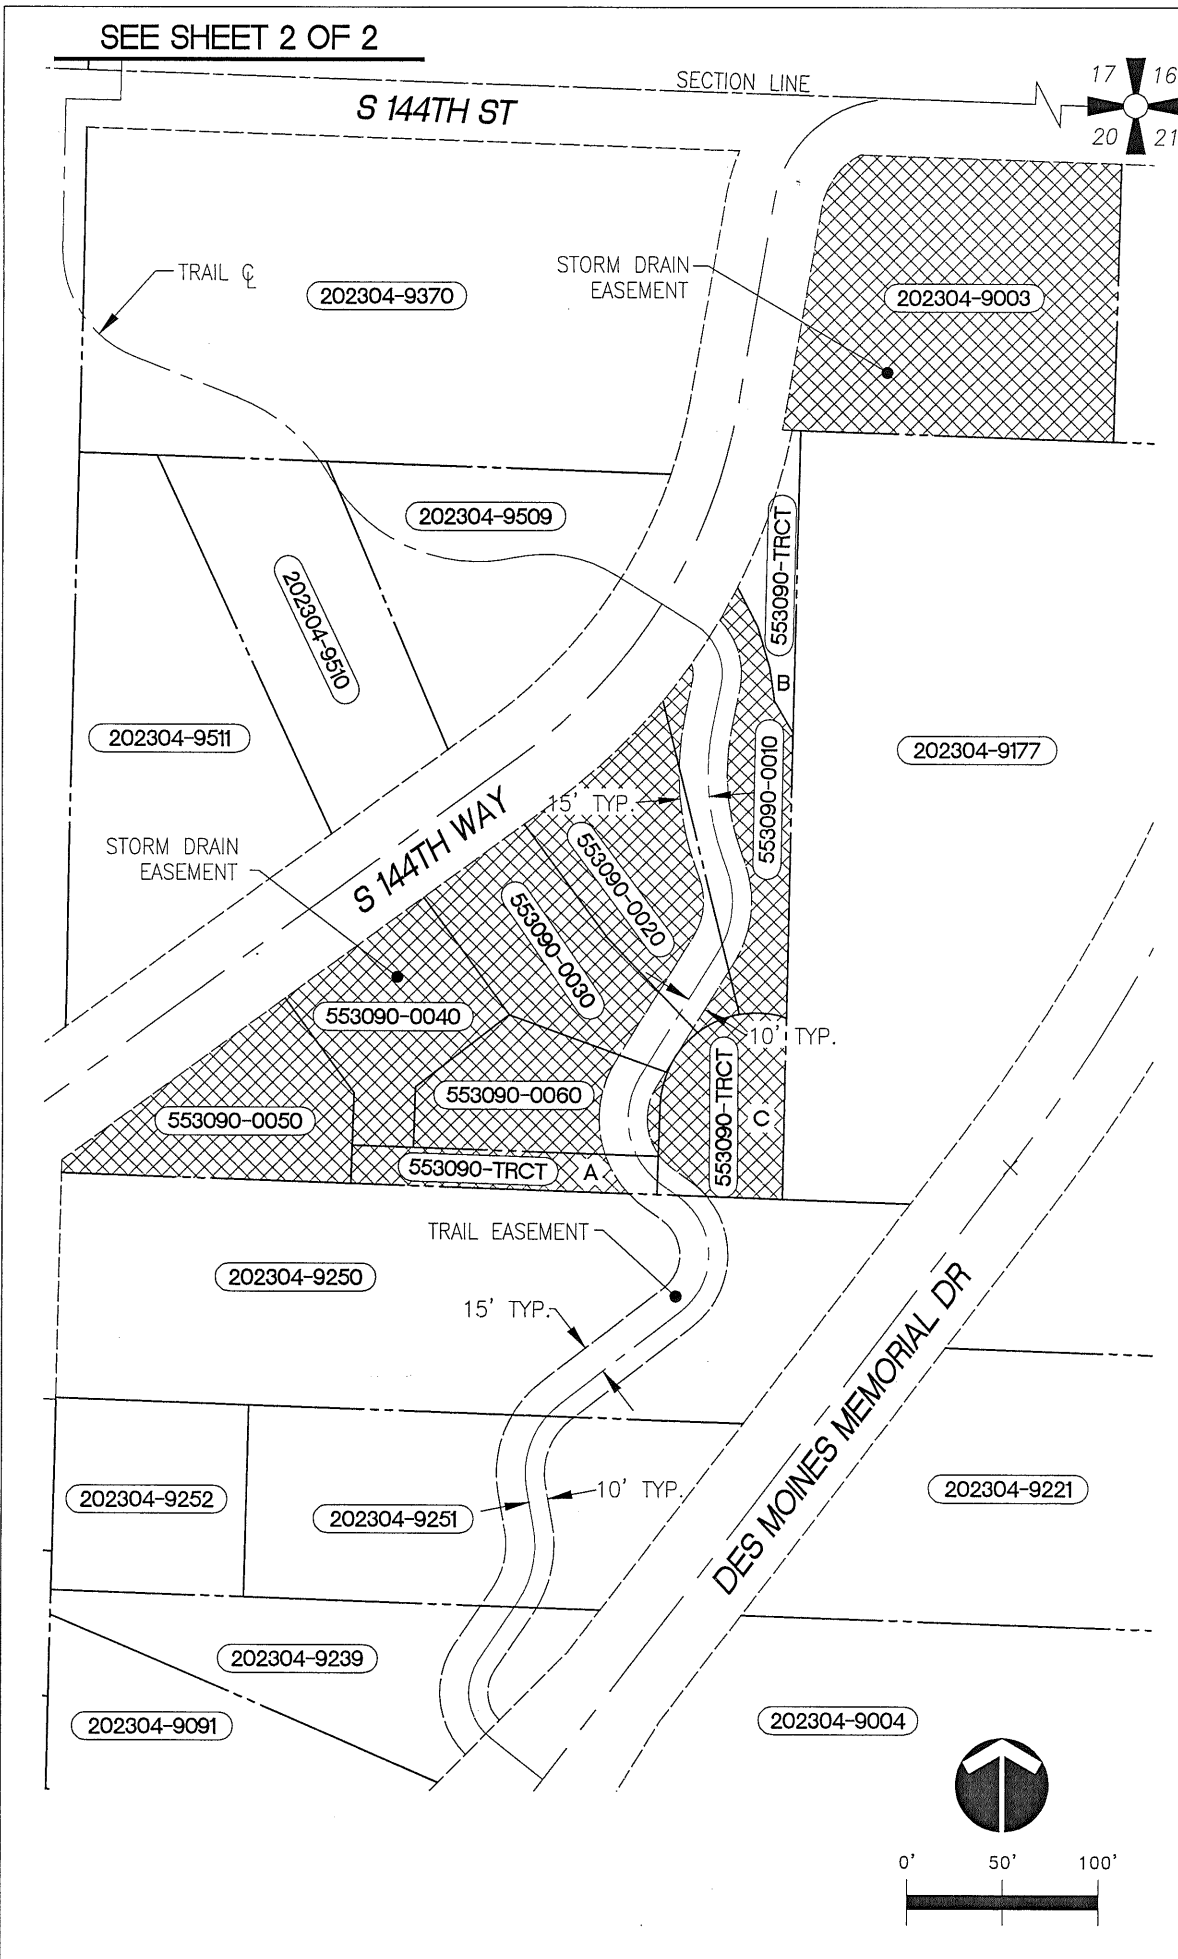 SEE SHEET 2 OF 2
SECTION LINE
17 16
20 21
S 144TH ST
TRAIL ℄
202304-9370
STORM DRAIN
EASEMENT
202304-9003
202304-9509
553090-TRCT
B
202304-9510
202304-9511
202304-9177
553090-0010
15' TYP.
S 144TH WAY
STORM DRAIN
EASEMENT
553090-0020
553090-0030
553090-0040
10' TYP.
553090-0060
553090-0050
553090-TRCT
C
553090-TRCT
A
TRAIL EASEMENT
202304-9250
15' TYP.
DES MOINES MEMORIAL DR
202304-9252
202304-9251
10' TYP.
202304-9221
202304-9239
202304-9091
202304-9004
0' 50' 100'